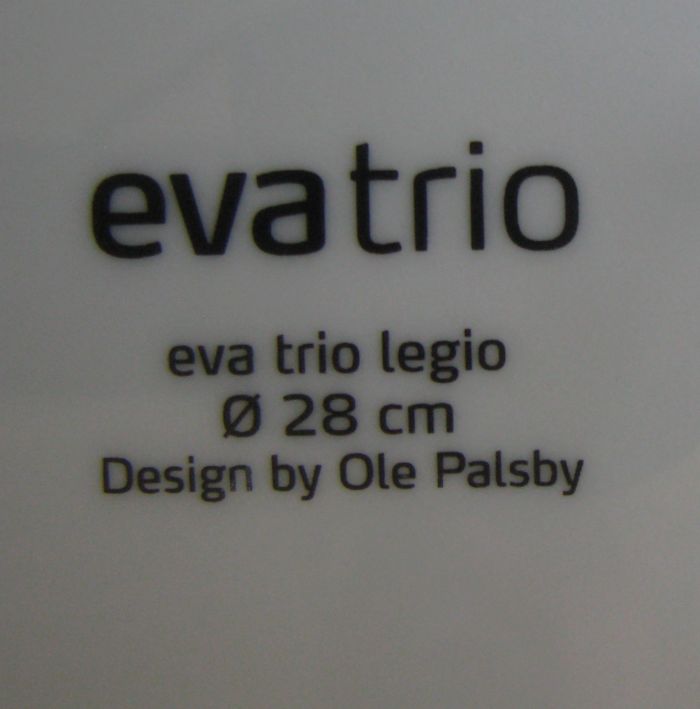 evatrio
eva trio legio
Ø 28 cm
Design by Ole Palsby